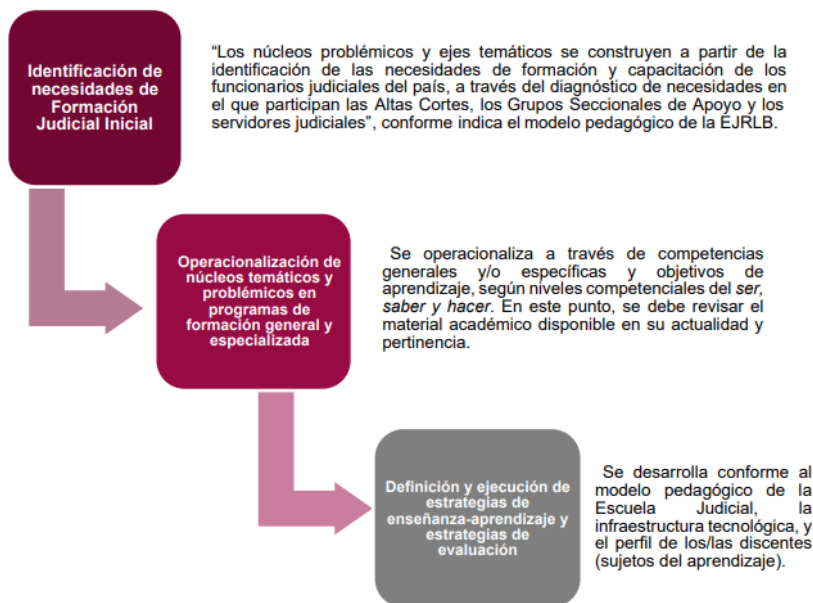 Identificación de
necesidades de
Formación
Judicial Inicial
“Los núcleos problémicos y ejes temáticos se construyen a partir de la
identificación de las necesidades de formación y capacitación de los
funcionarios judiciales del país, a través del diagnóstico de necesidades en
el que participan las Altas Cortes, los Grupos Seccionales de Apoyo y los
servidores judiciales”, conforme indica el modelo pedagógico de la EJRLB.
Operacionalización de
núcleos temáticos y
problémicos en
programas de
formación general y
especializada
Se operacionaliza a través de competencias
generales y/o específicas y objetivos de
aprendizaje, según niveles competenciales del ser,
saber y hacer. En este punto, se debe revisar el
material académico disponible en su actualidad y
pertinencia.
Definición y ejecución de
estrategias de
enseñanza-aprendizaje y
estrategias de
evaluación
Se desarrolla conforme al
modelo pedagógico de la
Escuela Judicial, la
infraestructura tecnológica, y
el perfil de los/las discentes
(sujetos del aprendizaje).